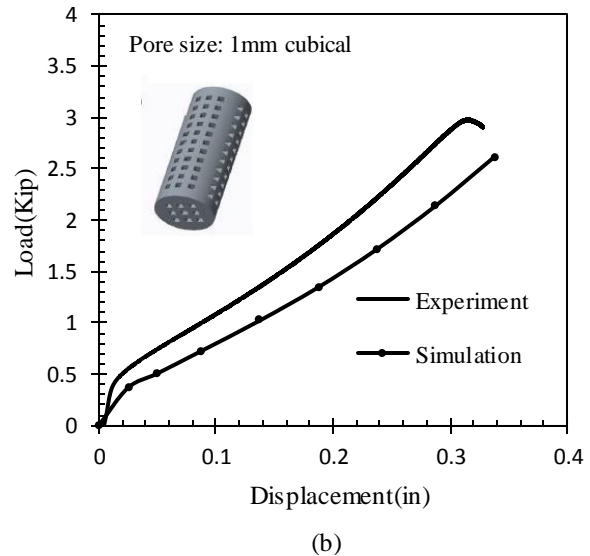 4
3.5
3
2.5
2
1.5
1
0.5
0
Load(Kip)
Pore size: 1mm cubical
Experiment
Simulation
0 0.1 0.2 0.3 0.4
Displacement(in)
(b)